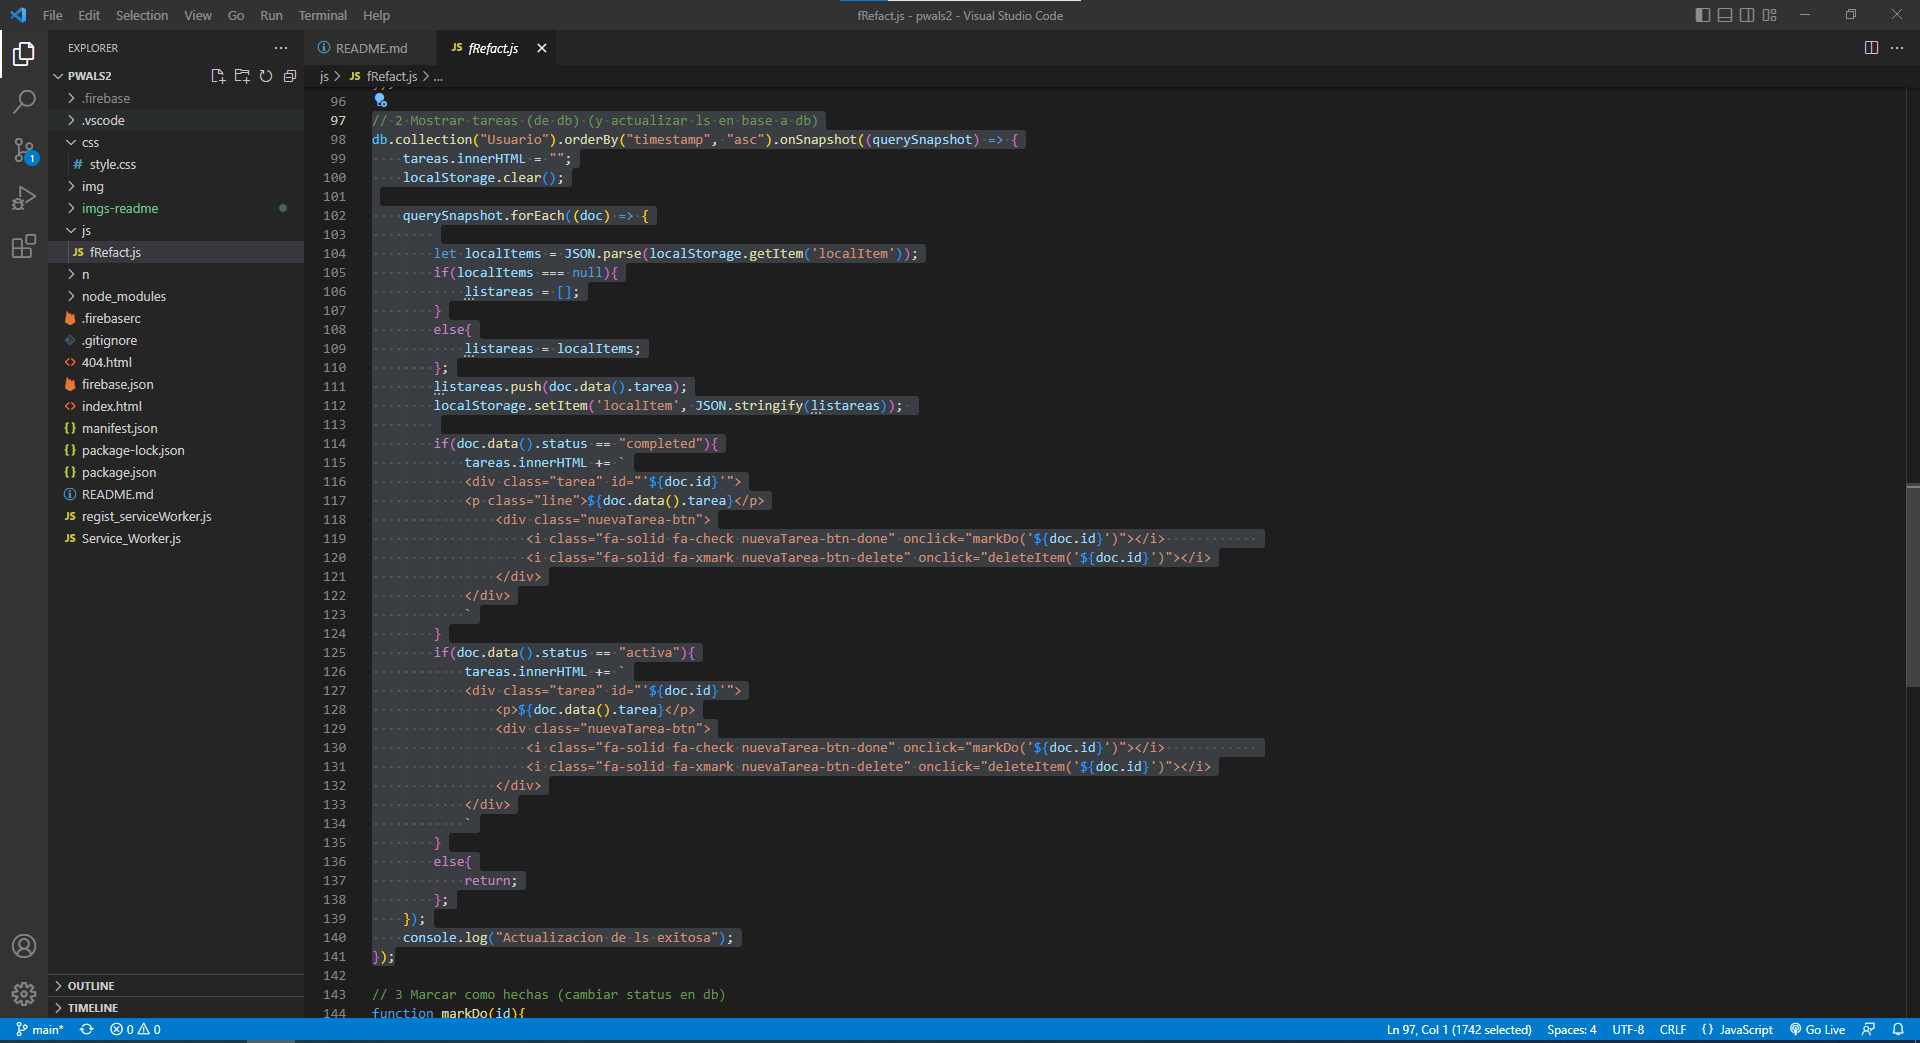 File Edit Selection View Go Run Terminal Help
fRefact.js - pwals2 - Visual Studio Code
EXPLORER
PWALS2
.firebase
.vscode
css
# style.css
img
imgs-readme
js
JS fRefact.js
n
node_modules
.firebaserc
.gitignore
404.html
firebase.json
index.html
manifest.json
package-lock.json
package.json
README.md
JS regist_serviceWorker.js
JS Service_Worker.js
OUTLINE
TIMELINE
README.md JS fRefact.js
js > JS fRefact.js > ...
96
97 // 2 Mostrar tareas (de db) (y actualizar ls en base a db)
98 db.collection("Usuario").orderBy("timestamp", "asc").onSnapshot((querySnapshot) => {
99 tareas.innerHTML = "";
100 localStorage.clear();
101
102 querySnapshot.forEach((doc) => {
103
104 let localItems = JSON.parse(localStorage.getItem('localItem'));
105 if(localItems === null){
106 listareas = [];
107 }
108 else{
109 listareas = localItems;
110 };
111 listareas.push(doc.data().tarea);
112 localStorage.setItem('localItem', JSON.stringify(listareas));
113
114 if(doc.data().status == "completed"){
115 tareas.innerHTML += `
116 <div class="tarea" id="'${doc.id}'">
117 <p class="line">${doc.data().tarea}</p>
118 <div class="nuevaTarea-btn">
119 <i class="fa-solid fa-check nuevaTarea-btn-done" onclick="markDo('${doc.id}')"></i>
120 <i class="fa-solid fa-xmark nuevaTarea-btn-delete" onclick="deleteItem('${doc.id}')"></i>
121 </div>
122 </div>
123 `
124 }
125 if(doc.data().status == "activa"){
126 tareas.innerHTML += `
127 <div class="tarea" id="'${doc.id}'">
128 <p>${doc.data().tarea}</p>
129 <div class="nuevaTarea-btn">
130 <i class="fa-solid fa-check nuevaTarea-btn-done" onclick="markDo('${doc.id}')"></i>
131 <i class="fa-solid fa-xmark nuevaTarea-btn-delete" onclick="deleteItem('${doc.id}')"></i>
132 </div>
133 </div>
134 `
135 }
136 else{
137 return;
138 };
139 });
140 console.log("Actualizacion de ls exitosa");
141 });
142
143 // 3 Marcar como hechas (cambiar status en db)
144 function markDo(id){
1
main* 0 0
Ln 97, Col 1 (1742 selected) Spaces: 4 UTF-8 CRLF {} JavaScript Go Live